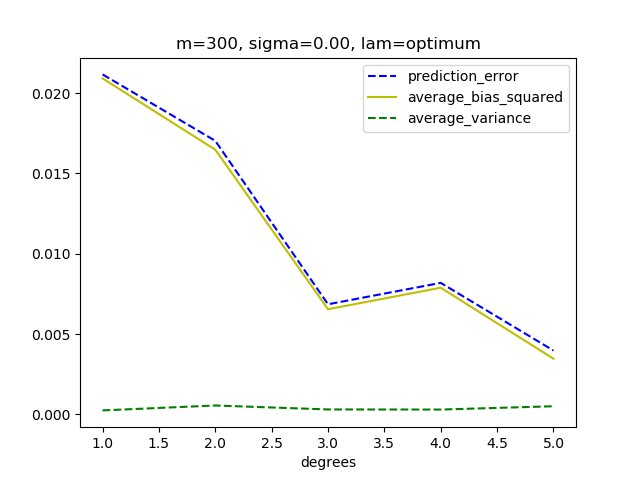 m=300, sigma=0.00, lam=optimum
prediction_error
average_bias_squared
average_variance
0.020
0.015
0.010
0.005
0.000
1.0 1.5 2.0 2.5 3.0 3.5 4.0 4.5 5.0
degrees